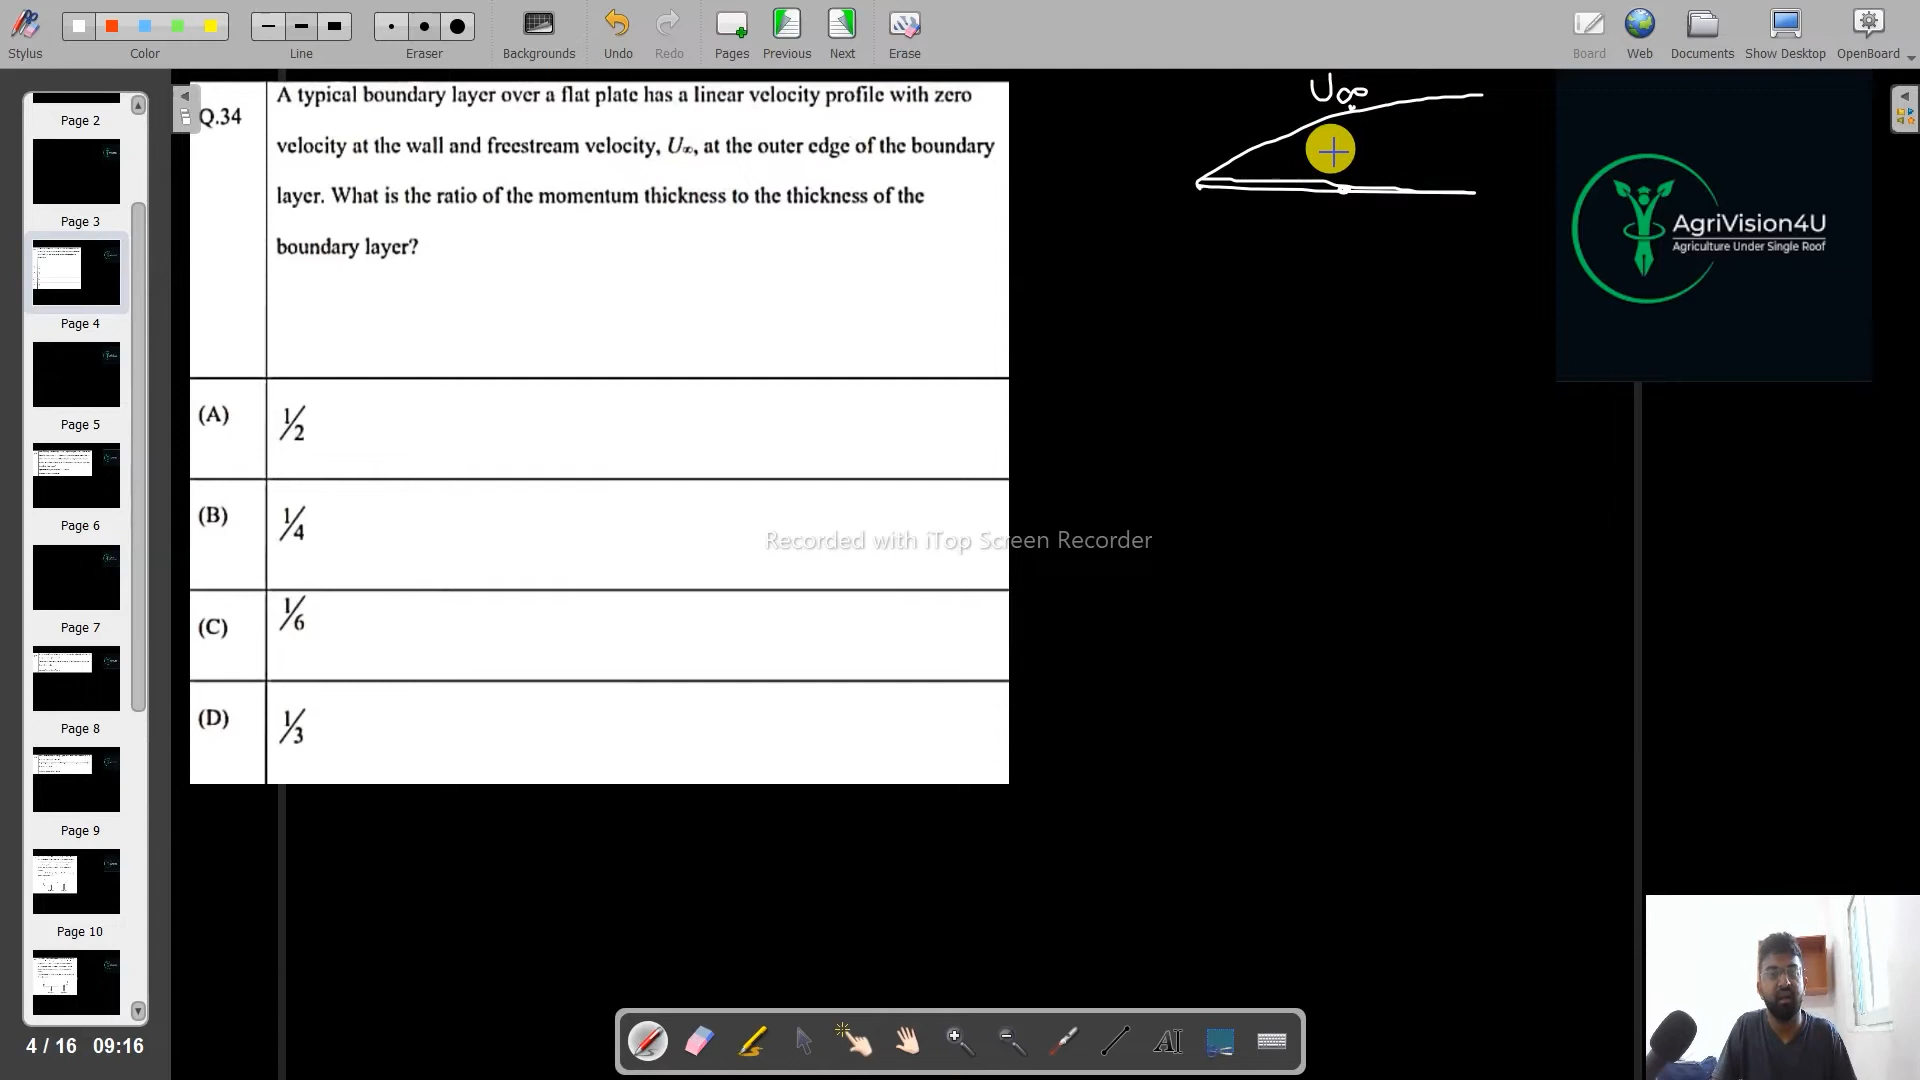 Stylus
Color
Line
Eraser
Backgrounds
Undo
Redo
Pages
Previous
Next
Erase
Board
Web
Documents
Show Desktop
OpenBoard
Page 2
Page 3
Page 4
Page 5
Page 6
Page 7
Page 8
Page 9
Page 10
4 / 16 09:16
Q.34
A typical boundary layer over a flat plate has a linear velocity profile with zero
velocity at the wall and freestream velocity, U∞, at the outer edge of the boundary
layer. What is the ratio of the momentum thickness to the thickness of the
boundary layer?
(A) 1/2
(B) 1/4
(C) 1/6
(D) 1/3
U∞
AgriVision4U
Agriculture Under Single Roof
Recorded with iTop Screen Recorder
AI